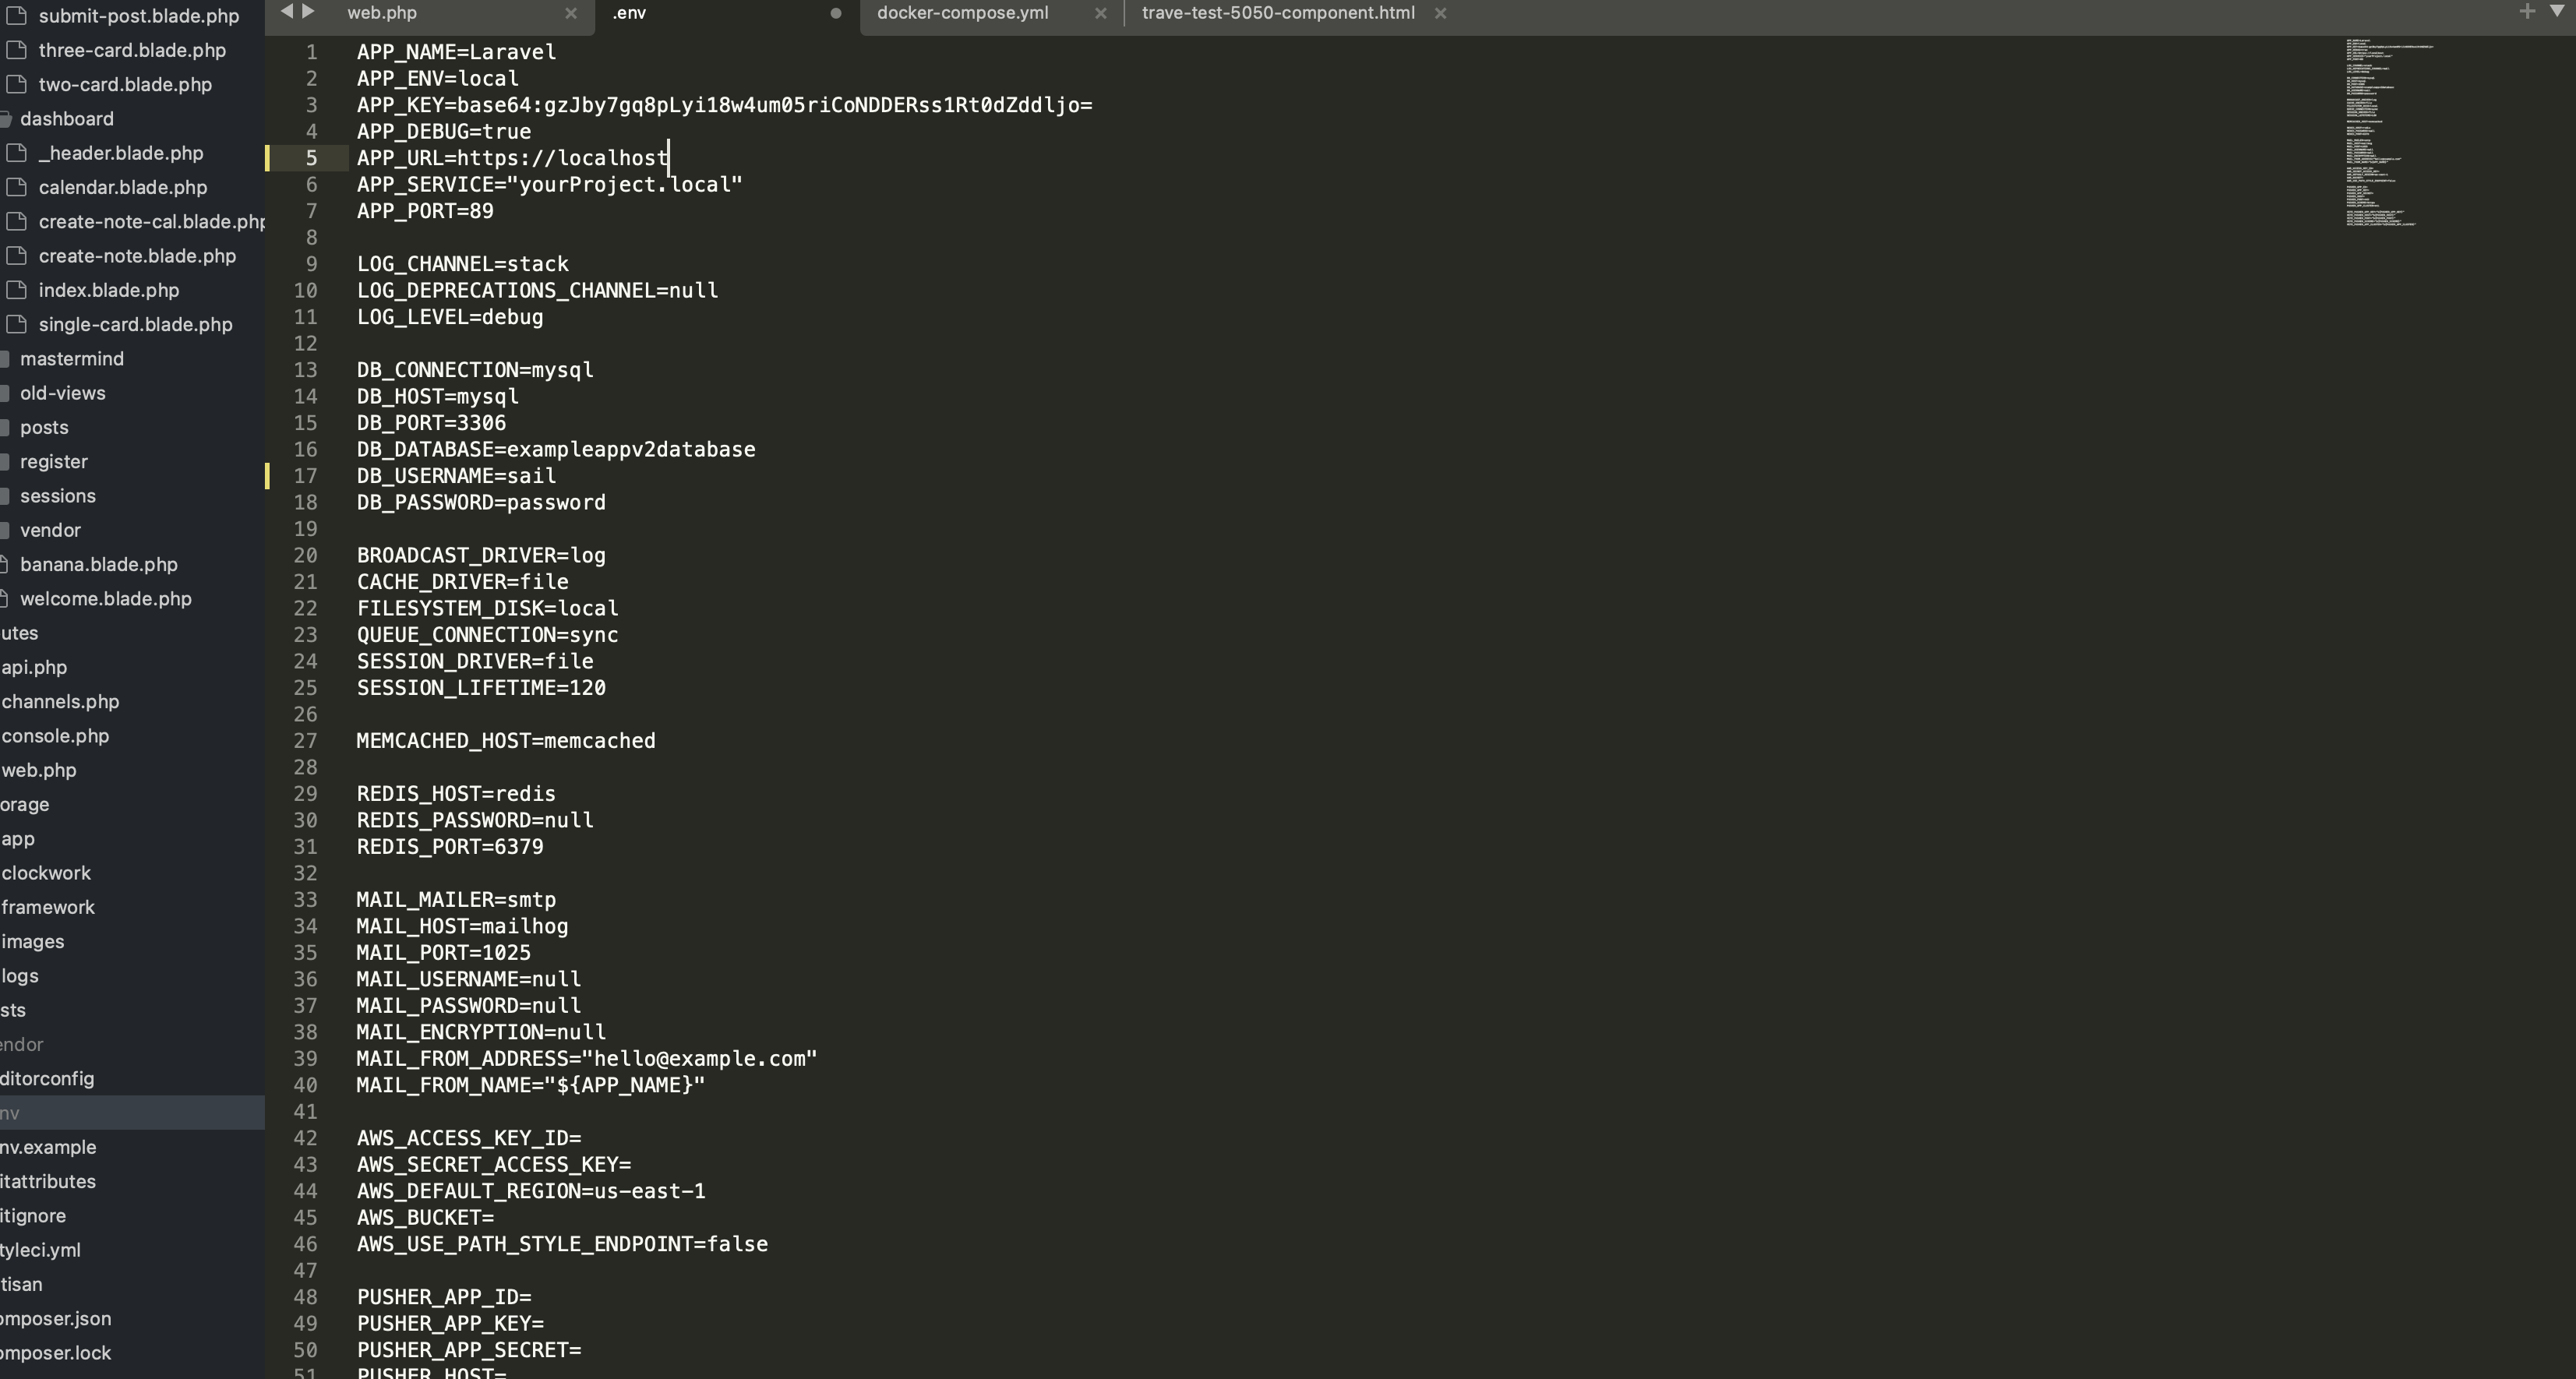 submit-post.blade.php
three-card.blade.php
two-card.blade.php
dashboard
_header.blade.php
calendar.blade.php
create-note-cal.blade.php
create-note.blade.php
index.blade.php
single-card.blade.php
mastermind
old-views
posts
register
sessions
vendor
banana.blade.php
welcome.blade.php
utes
api.php
channels.php
console.php
web.php
orage
app
clockwork
framework
images
logs
sts
endor
ditorconfig
nv
nv.example
itattributes
itignore
tyleci.yml
tisan
omposer.json
omposer.lock
web.php .env docker-compose.yml trave-test-5050-component.html
1 APP_NAME=Laravel
2 APP_ENV=local
3 APP_KEY=base64:gzJby7gq8pLyi18w4um05riCoNDDERss1Rt0dZddljo=
4 APP_DEBUG=true
5 APP_URL=https://localhost
6 APP_SERVICE="yourProject.local"
7 APP_PORT=89
8
9 LOG_CHANNEL=stack
10 LOG_DEPRECATIONS_CHANNEL=null
11 LOG_LEVEL=debug
12
13 DB_CONNECTION=mysql
14 DB_HOST=mysql
15 DB_PORT=3306
16 DB_DATABASE=exampleappv2database
17 DB_USERNAME=sail
18 DB_PASSWORD=password
19
20 BROADCAST_DRIVER=log
21 CACHE_DRIVER=file
22 FILESYSTEM_DISK=local
23 QUEUE_CONNECTION=sync
24 SESSION_DRIVER=file
25 SESSION_LIFETIME=120
26
27 MEMCACHED_HOST=memcached
28
29 REDIS_HOST=redis
30 REDIS_PASSWORD=null
31 REDIS_PORT=6379
32
33 MAIL_MAILER=smtp
34 MAIL_HOST=mailhog
35 MAIL_PORT=1025
36 MAIL_USERNAME=null
37 MAIL_PASSWORD=null
38 MAIL_ENCRYPTION=null
39 MAIL_FROM_ADDRESS="hello@example.com"
40 MAIL_FROM_NAME="${APP_NAME}"
41
42 AWS_ACCESS_KEY_ID=
43 AWS_SECRET_ACCESS_KEY=
44 AWS_DEFAULT_REGION=us-east-1
45 AWS_BUCKET=
46 AWS_USE_PATH_STYLE_ENDPOINT=false
47
48 PUSHER_APP_ID=
49 PUSHER_APP_KEY=
50 PUSHER_APP_SECRET=
51 PUSHER_HOST=